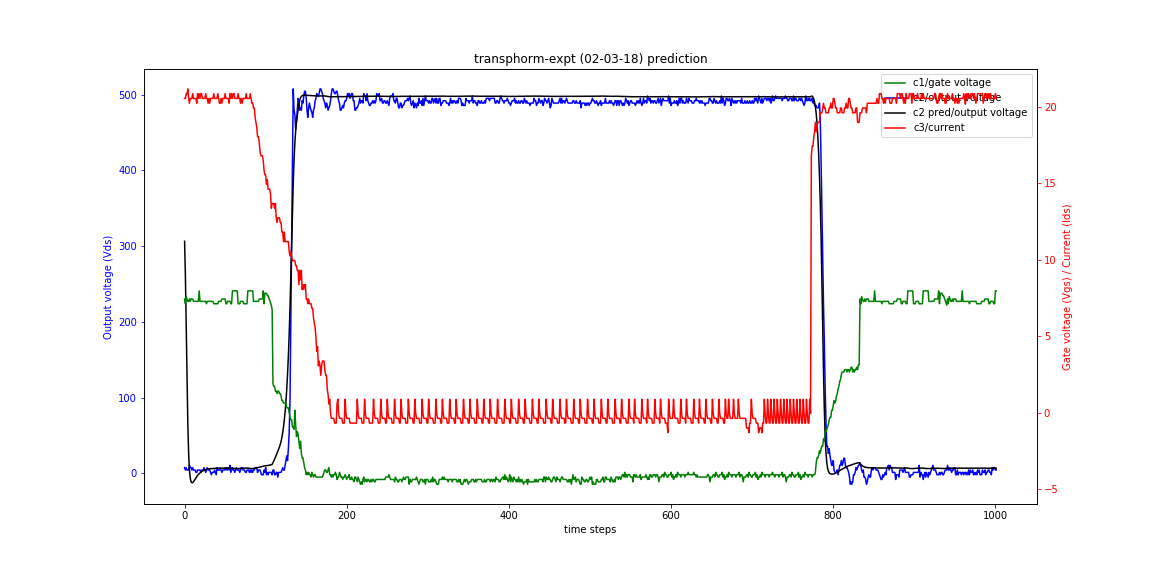 transphorm-expt (02-03-18) prediction
c1/gate voltage
c2/output voltage
c2 pred/output voltage
c3/current
500
400
300
200
100
0
Output voltage (Vds)
20
15
10
5
0
−5
Gate voltage (Vgs) / Current (Ids)
0
200
400
600
800
1000
time steps